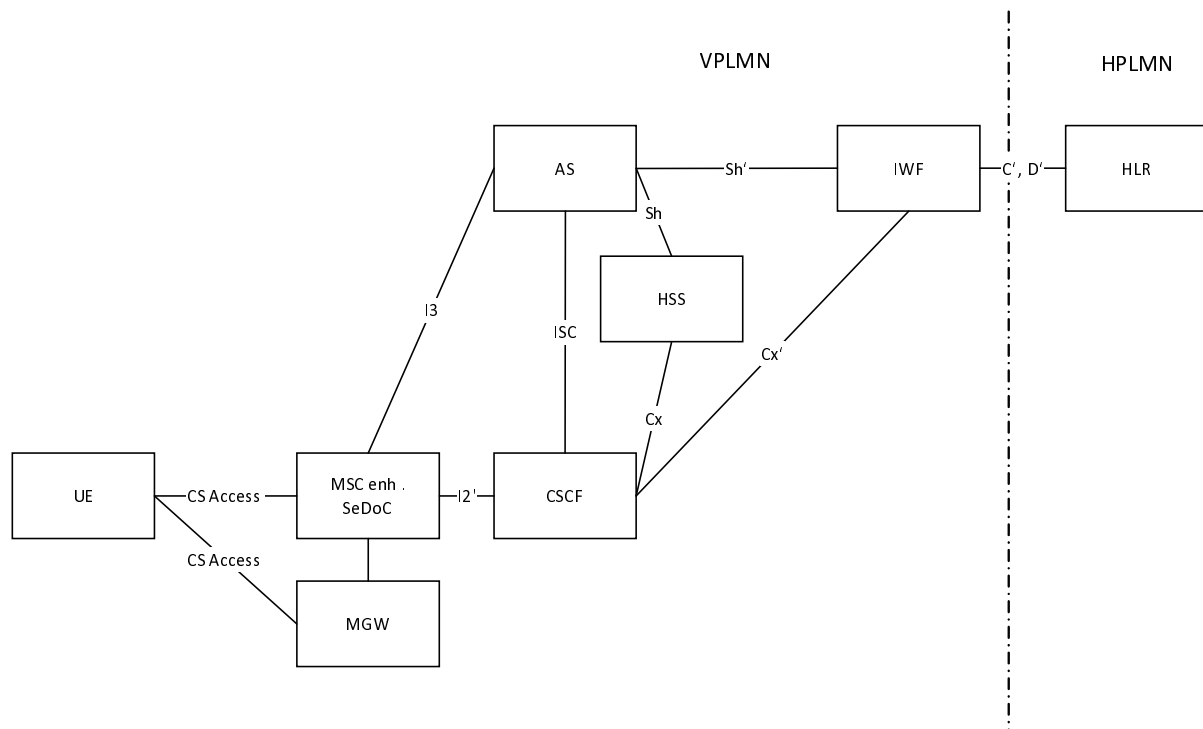 VPLMN
HPLMN
AS
Sh'
IWF
C', D'
HLR
Sh
HSS
I3
ISC
Cx'
Cx
UE
CS Access
MSC enh .
SeDoC
I2'
CSCF
CS Access
MGW